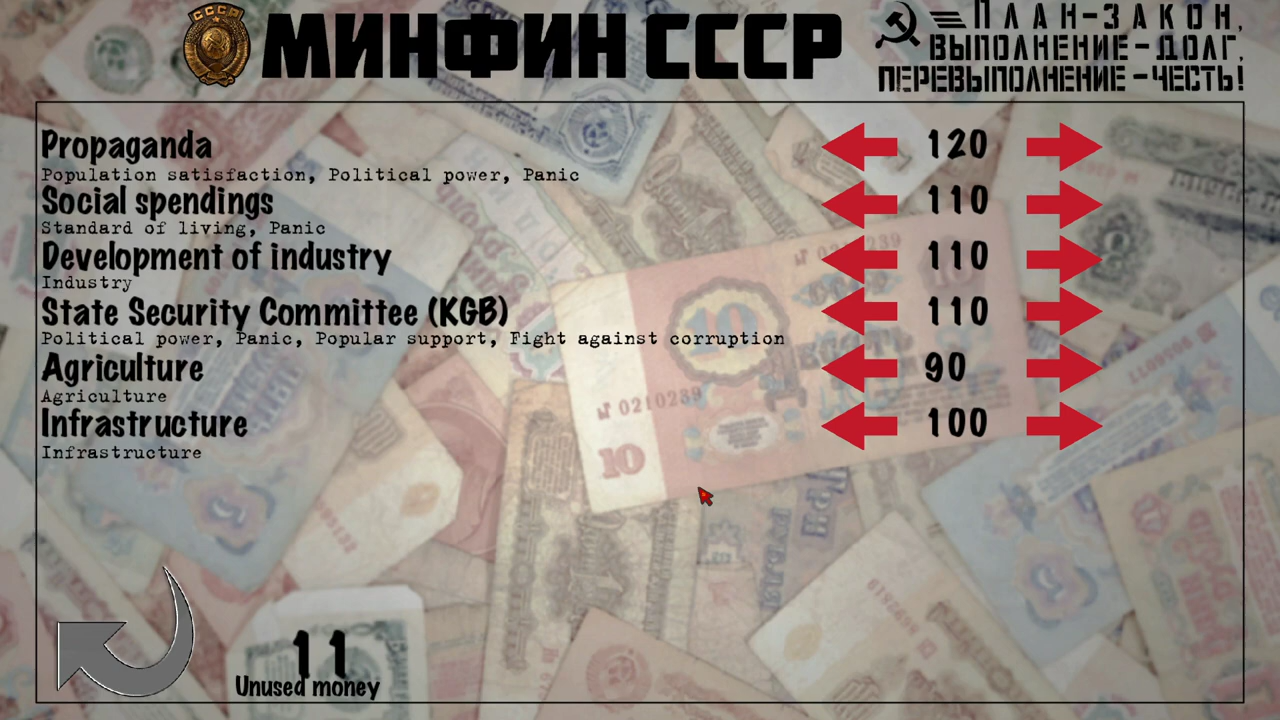 СССР
МИНФИН СССР
ПЛАН-ЗАКОН,
ВЫПОЛНЕНИЕ-ДОЛГ,
ПЕРЕВЫПОЛНЕНИЕ-ЧЕСТЬ!
Propaganda 120
Population satisfaction, Political power, Panic
Social spendings 110
Standard of living, Panic
Development of industry 110
Industry
State Security Committee (KGB) 110
Political power, Panic, Popular support, Fight against corruption
Agriculture 90
Agriculture
Infrastructure 100
Infrastructure
11
Unused money
10